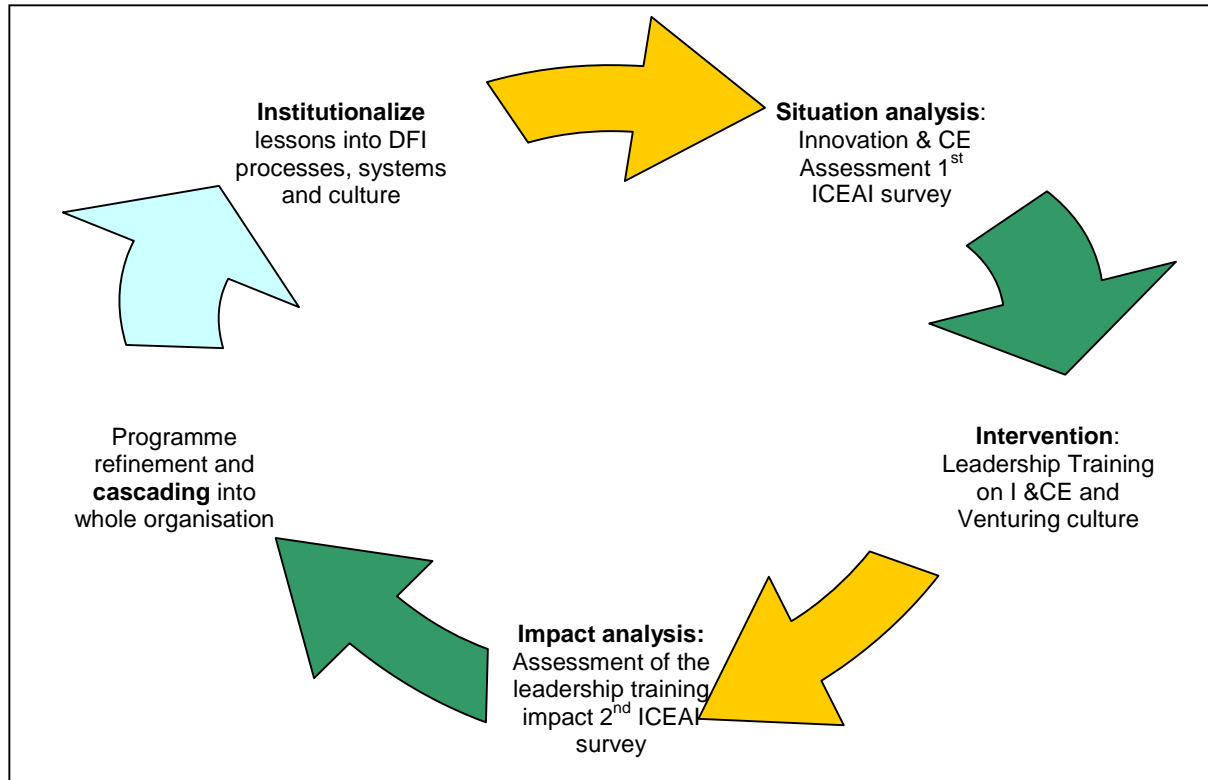 Institutionalize
lessons into DFI
processes, systems
and culture
Situation analysis:
Innovation & CE
Assessment 1st
ICEAI survey
Intervention:
Leadership Training
on I &CE and
Venturing culture
Impact analysis:
Assessment of the
leadership training
impact 2nd ICEAI
survey
Programme
refinement and
cascading into
whole organisation